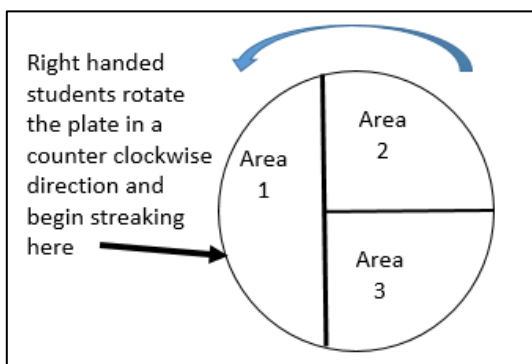 Right handed
students rotate
the plate in a
counter clockwise
direction and
begin streaking
here
Area
1
Area
2
Area
3